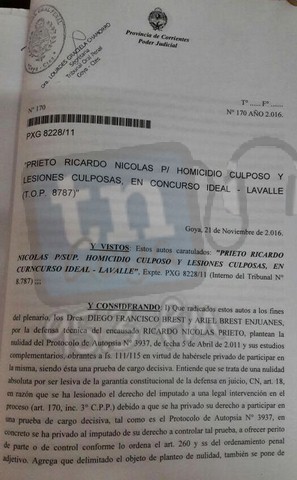 Provincia de Corrientes
Poder Judicial
Secretaria
Tribunal Oral Penal
Goya - Ctes
N° 170
T° ..... F° .......
N° 170 AÑO 2.016.
PXG 8228/11
"PRIETO RICARDO NICOLAS P/ HOMICIDIO CULPOSO Y
LESIONES CULPOSAS, EN CONCURSO IDEAL - LAVALLE
(T.O.P. 8787)"
Goya, 21 de Noviembre de 2.016.
Y VISTOS: Estos autos caratulados: "PRIETO RICARDO
NICOLAS P/SUP. HOMICIDIO CULPOSO Y LESIONES CULPOSAS, EN
CURNCURSO IDEAL - LAVALLE", Expte. PXG 8228/11 (Interno del Tribunal N°
8787) ;...
Y CONSIDERANDO: I) Que radicados estos autos a los fines
del plenario, los Dres. DIEGO FRANCISCO BREST y ARIEL BREST ENJUANES,
por la defensa técnica del encausado RICARDO NICOLAS PRIETO, plantean la
nulidad del Protocolo de Autopsia N° 3937, de fecha 5 de Abril de 2.011 y sus estudios
complementarios, obrantes a fs. 111/115 en virtud de habérsele privado de participar en
la misma, siendo ésta una prueba de cargo decisiva. Entiende que se trata de una nulidad
absoluta por ser lesiva de la garantía constitucional de la defensa en juicio, CN, art. 18,
en razón que se ha lesionado el derecho del imputado a una legal intervención en el
proceso (art. 170, inc. 3° C.P.P.) debido a que se ha privado su derecho a participar en
una prueba de cargo decisiva, tal como es el Protocolo de Autopsia N° 3937, en
concreto se ha privado al imputado de su derecho a controlar tal prueba, a ofrecer perito
de parte o de control conforme lo ordena el art. 260 y ss. del ordenamiento penal
adjetivo. Agrega que delimitado el objeto de planteo de nulidad, también se pone de